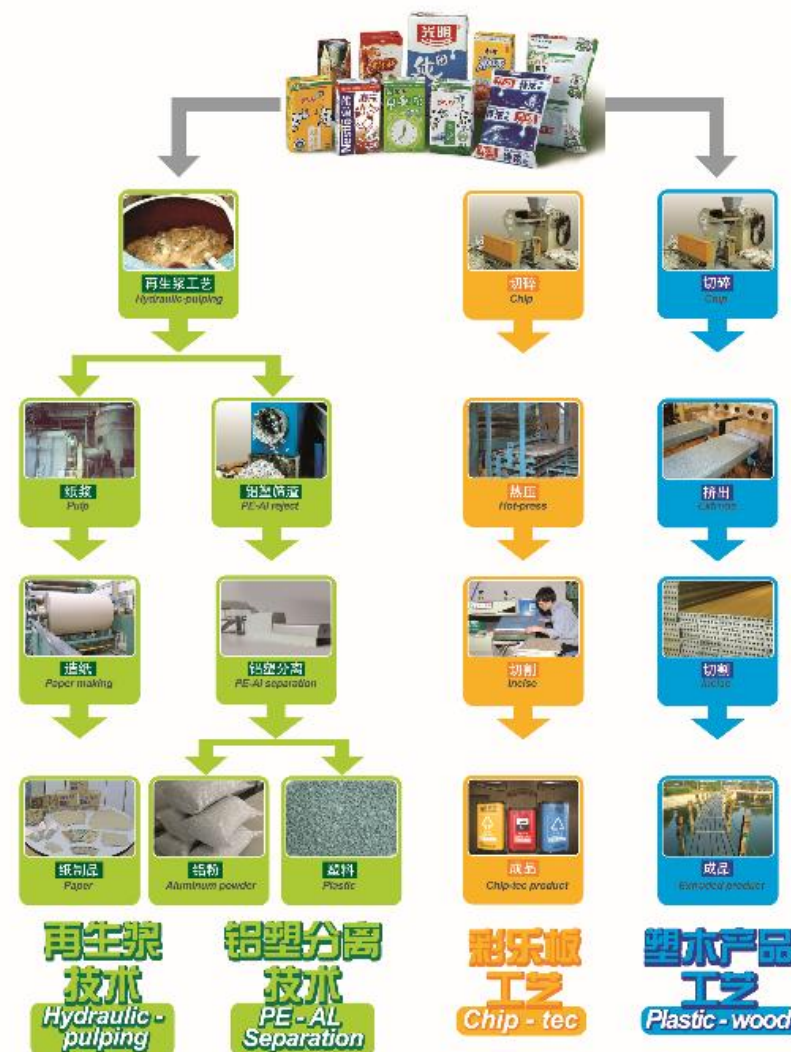 光明
纯
Nestlé
再生浆工艺
Hydraulic-pulping
切碎
Chip
切碎
Chip
纸浆
Pulp
铝塑筛渣
PE-Al reject
热压
Hot-press
挤出
Extrude
造纸
Paper making
铝塑分离
PE-Al separation
切割
Incise
切割
Incise
纸制品
Paper
铝粉
Aluminum powder
塑料
Plastic
成品
Chip-tec product
成品
Extruded product
再生浆
技术
Hydraulic -
pulping
铝塑分离
技术
PE - AL
Separation
彩乐板
工艺
Chip - tec
塑木产品
工艺
Plastic - wood